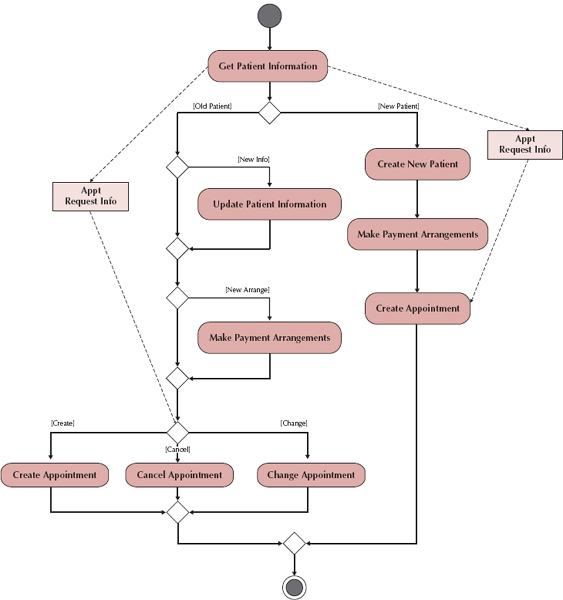 Get Patient Information
[Old Patient]
[New Patient]
Appt
Request Info
[New Info]
Create New Patient
Appt
Request Info
Update Patient Information
Make Payment Arrangements
[New Arrange]
Create Appointment
Make Payment Arrangements
[Create]
[Change]
[Cancel]
Create Appointment
Cancel Appointment
Change Appointment